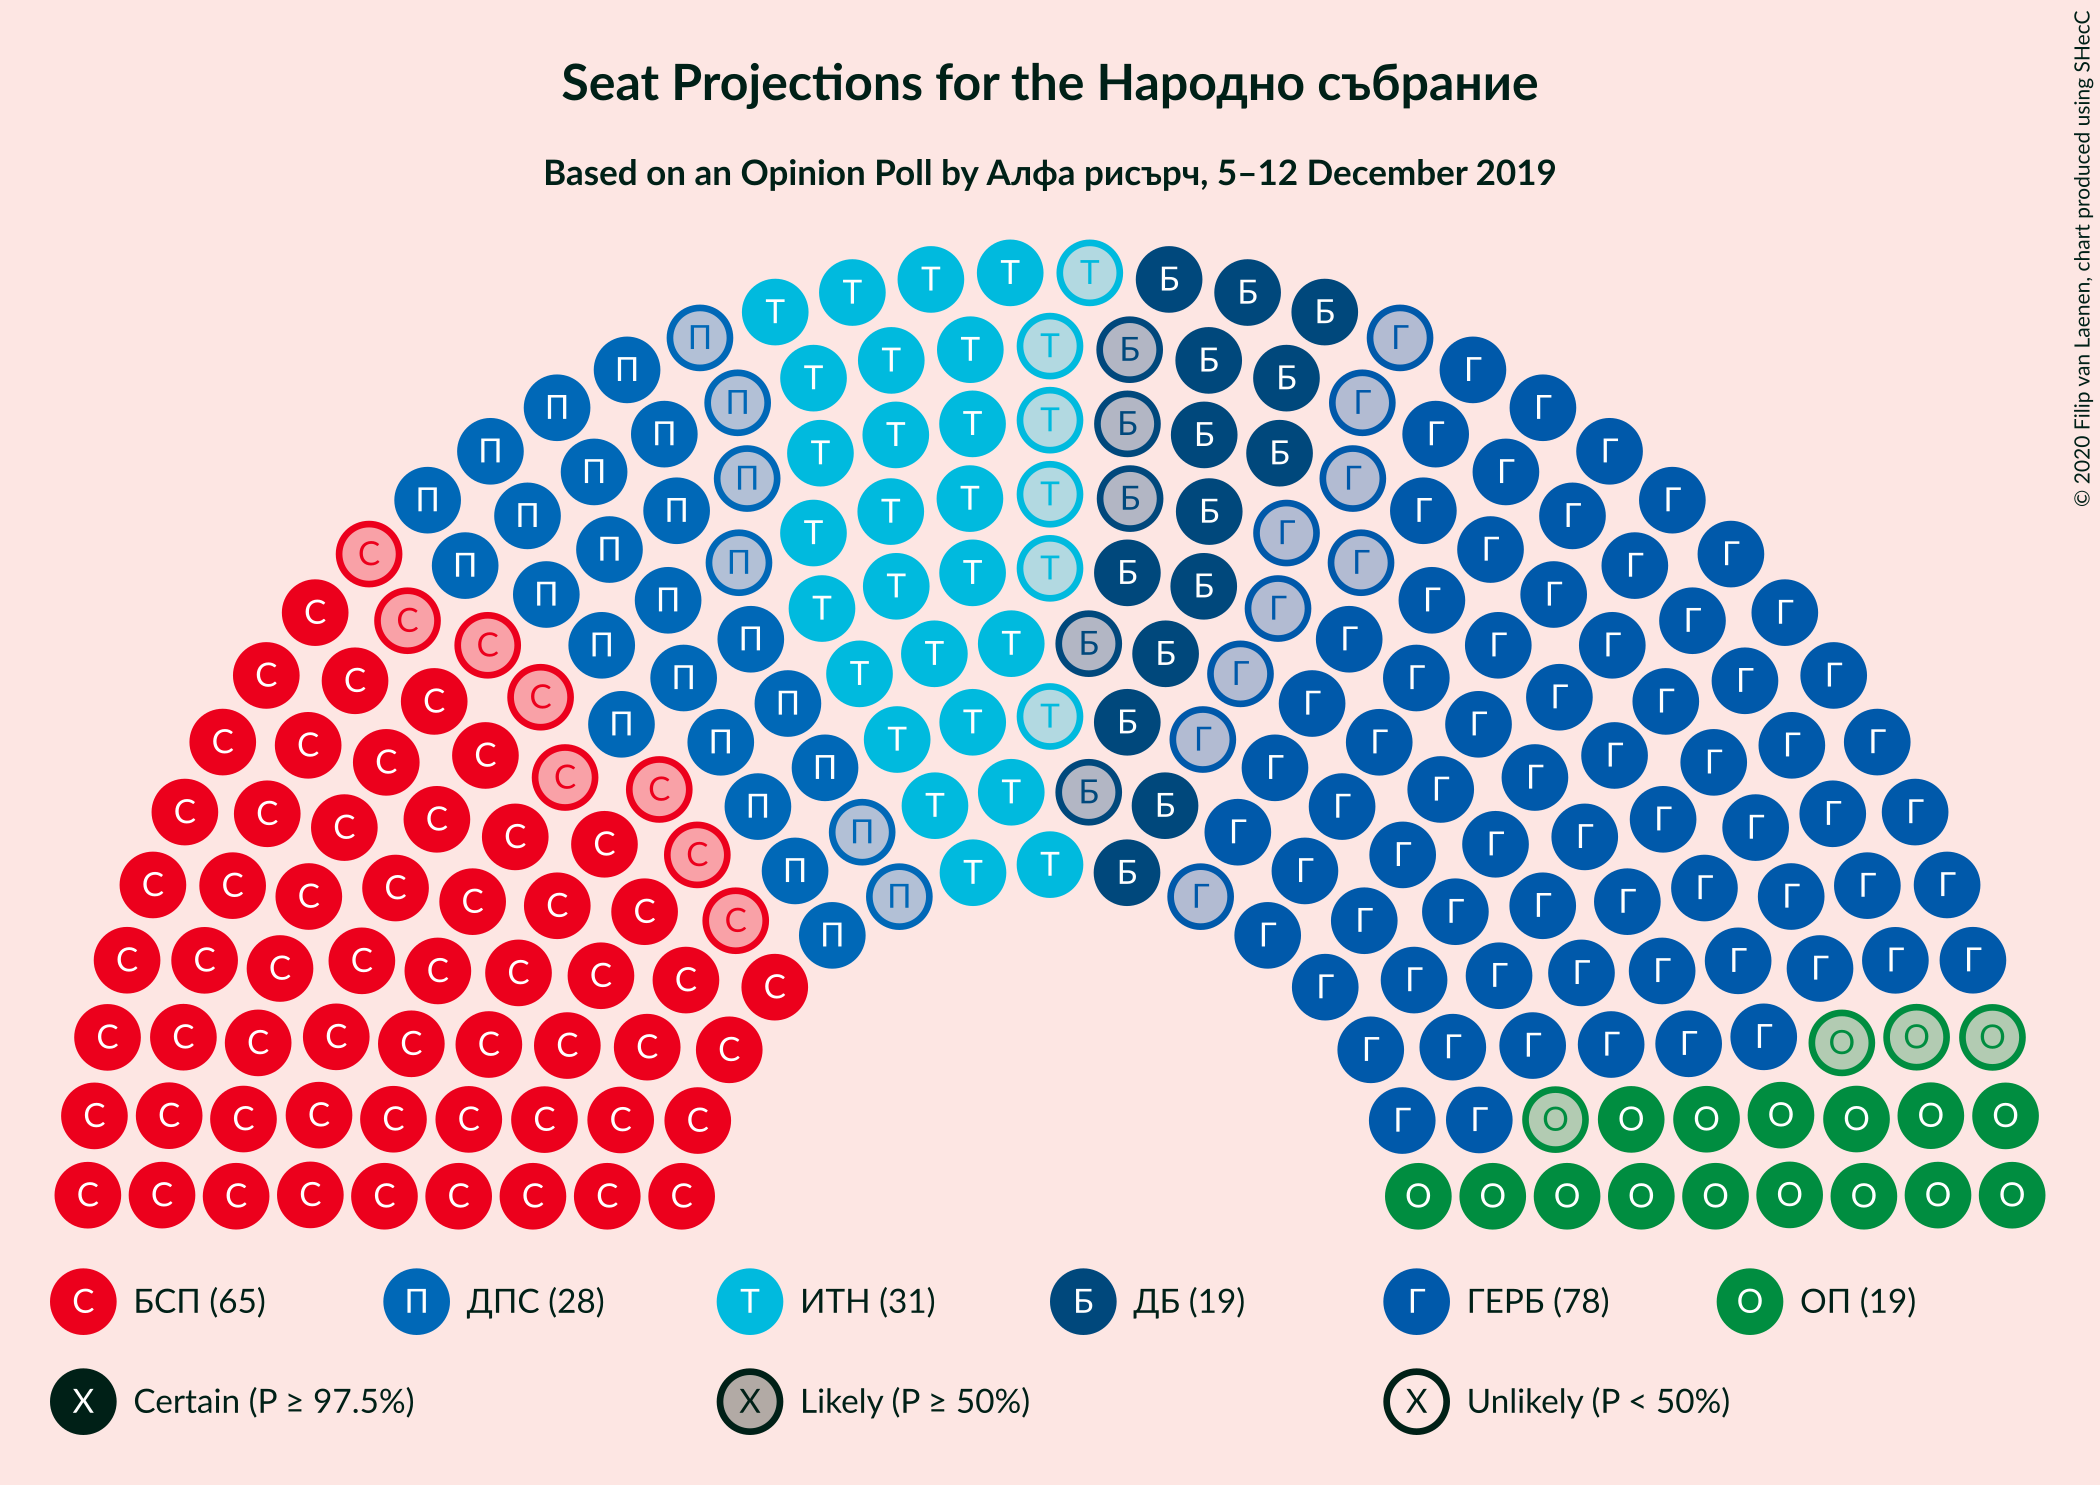 Seat Projections for the Народно събрание
Based on an Opinion Poll by Алфа рисърч, 5–12 December 2019
© 2020 Filip van Laenen, chart produced using SHecC
С БСП (65) П ДПС (28) Т ИТН (31) Б ДБ (19) Г ГЕРБ (78) О ОП (19)
X Certain (P ≥ 97.5%) X Likely (P ≥ 50%) X Unlikely (P < 50%)